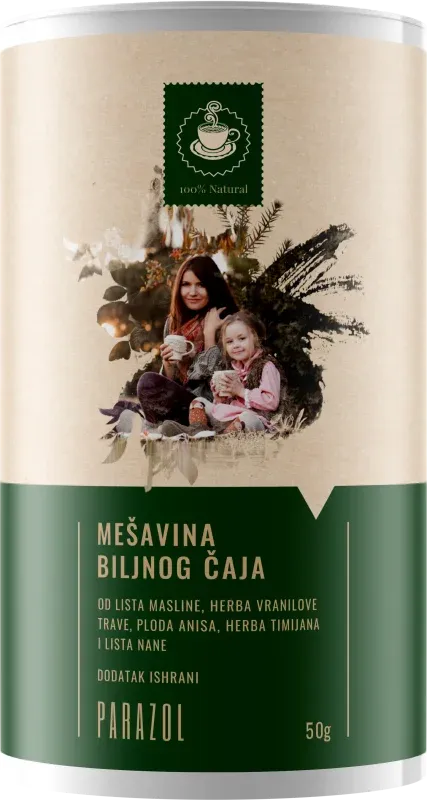 100% Natural
MEŠAVINA
BILJNOG ČAJA
OD LISTA MASLINE, HERBA VRANILOVE
TRAVE, PLODA ANISA, HERBA TIMIJANA
I LISTA NANE
DODATAK ISHRANI
PARAZOL
50g